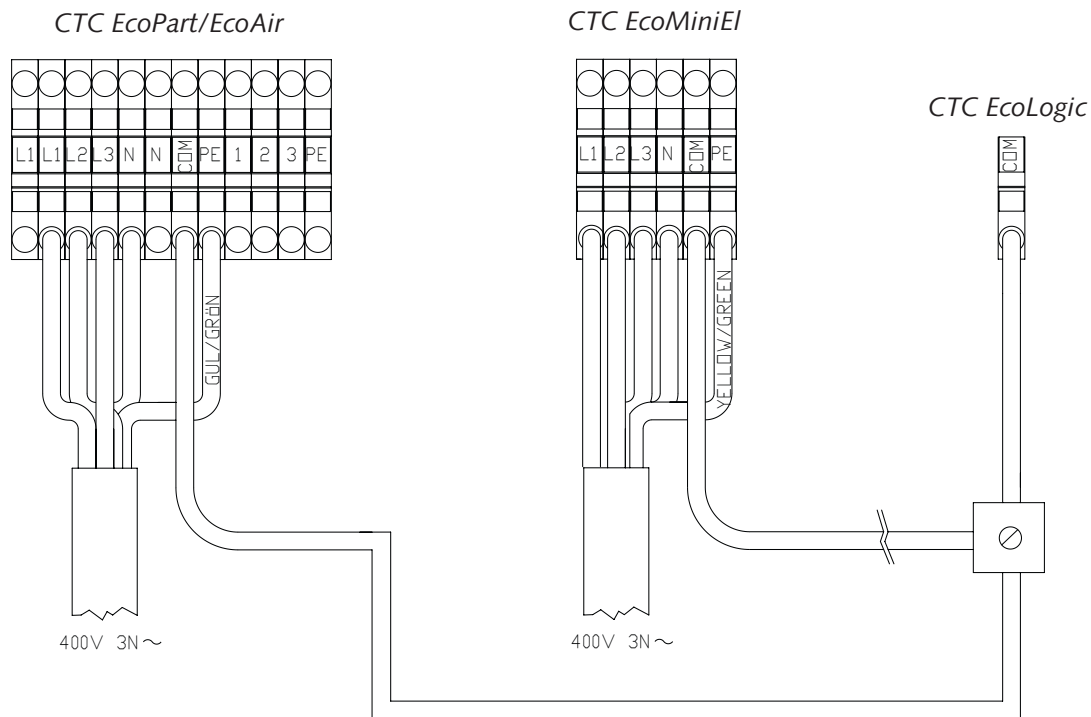 CTC EcoPart/EcoAir
CTC EcoMiniEl
CTC EcoLogic
L1 L1 L2 L3 N N COM PE 1 2 3 PE
L1 L2 L3 N COM PE
COM
GUL/GRÖN
YELLOW/GREEN
400V 3N~
400V 3N~